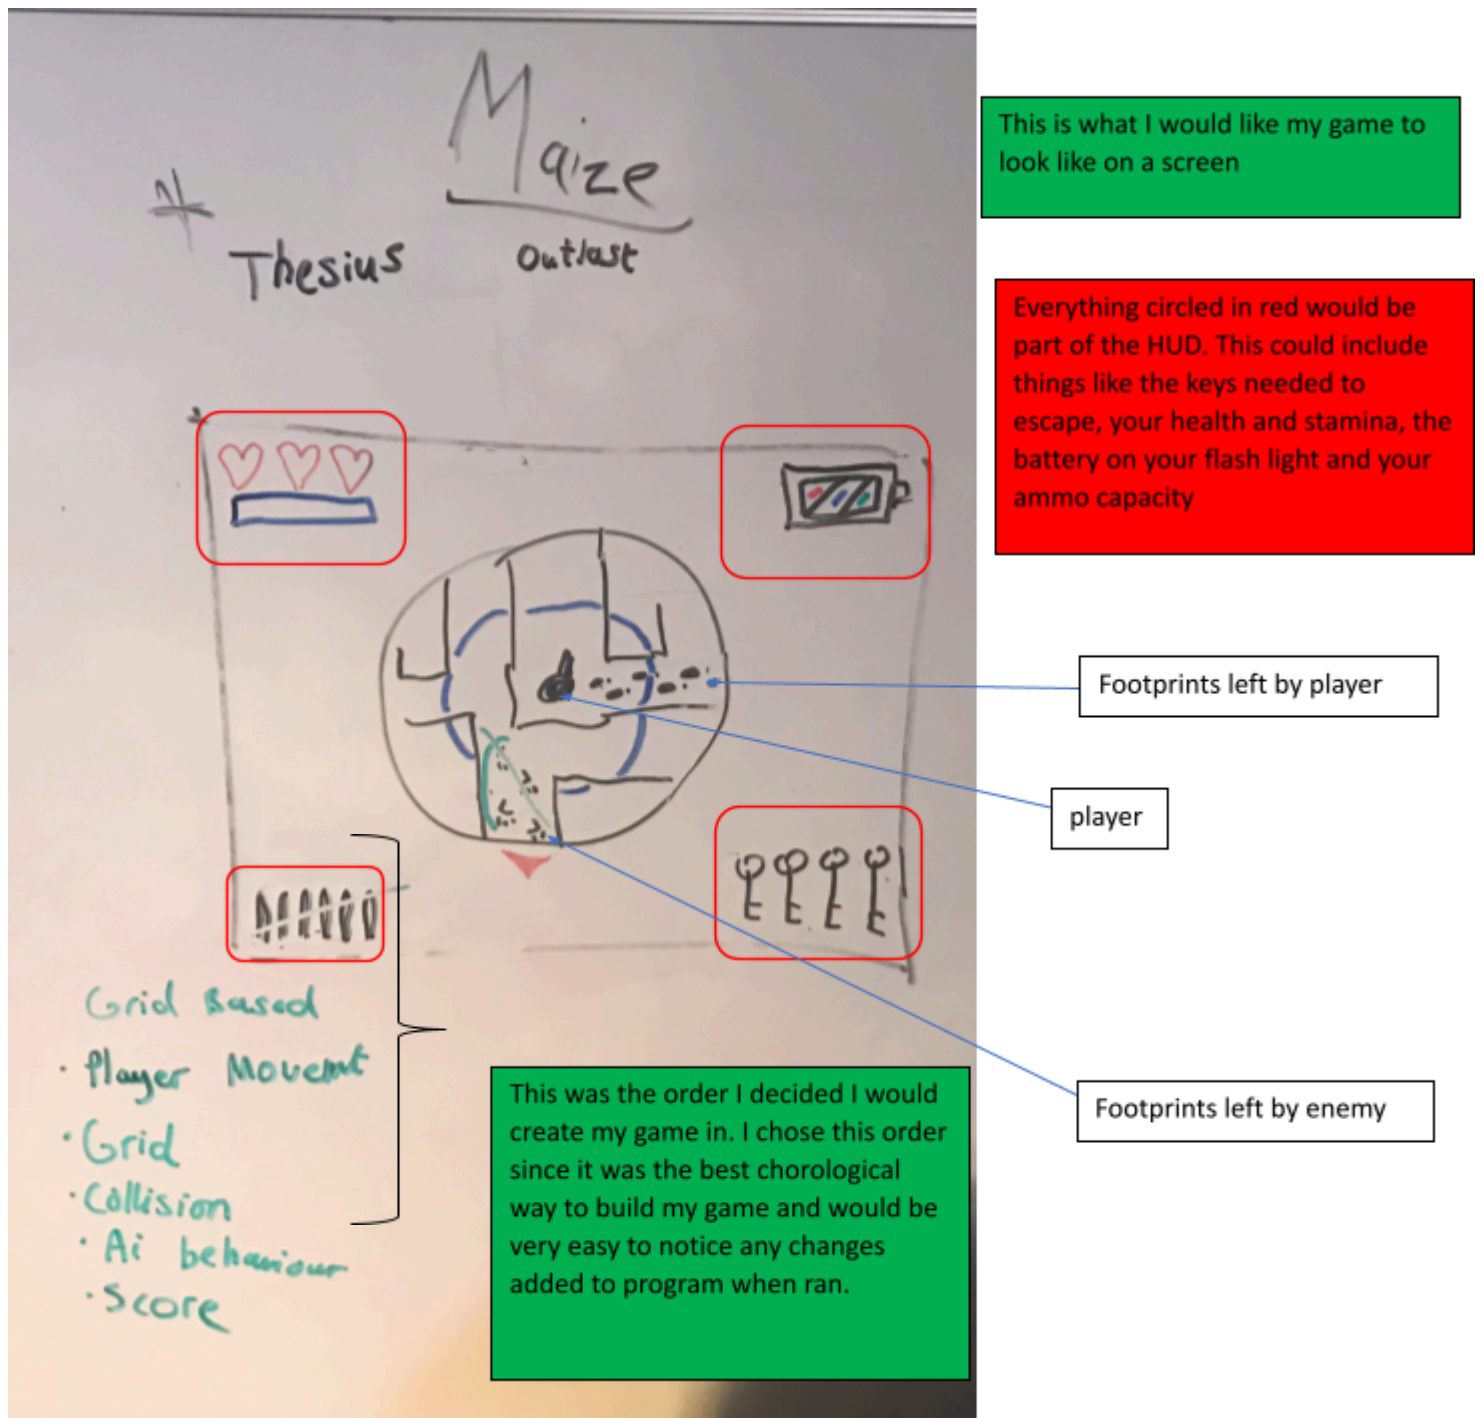 Maize
Thesius
Outlast
This is what I would like my game to
look like on a screen
Everything circled in red would be
part of the HUD. This could include
things like the keys needed to
escape, your health and stamina, the
battery on your flash light and your
ammo capacity
Footprints left by player
player
Footprints left by enemy
Grid Based
· Player Movemnt
· Grid
· Collision
· Ai behaviour
· Score
This was the order I decided I would
create my game in. I chose this order
since it was the best chorological
way to build my game and would be
very easy to notice any changes
added to program when ran.